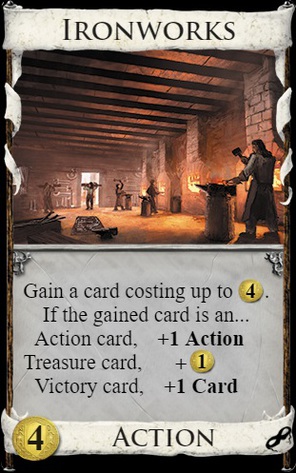 IRONWORKS
Gain a card costing up to 4.
If the gained card is an...
Action card, +1 Action
Treasure card, +1
Victory card, +1 Card
4 ACTION